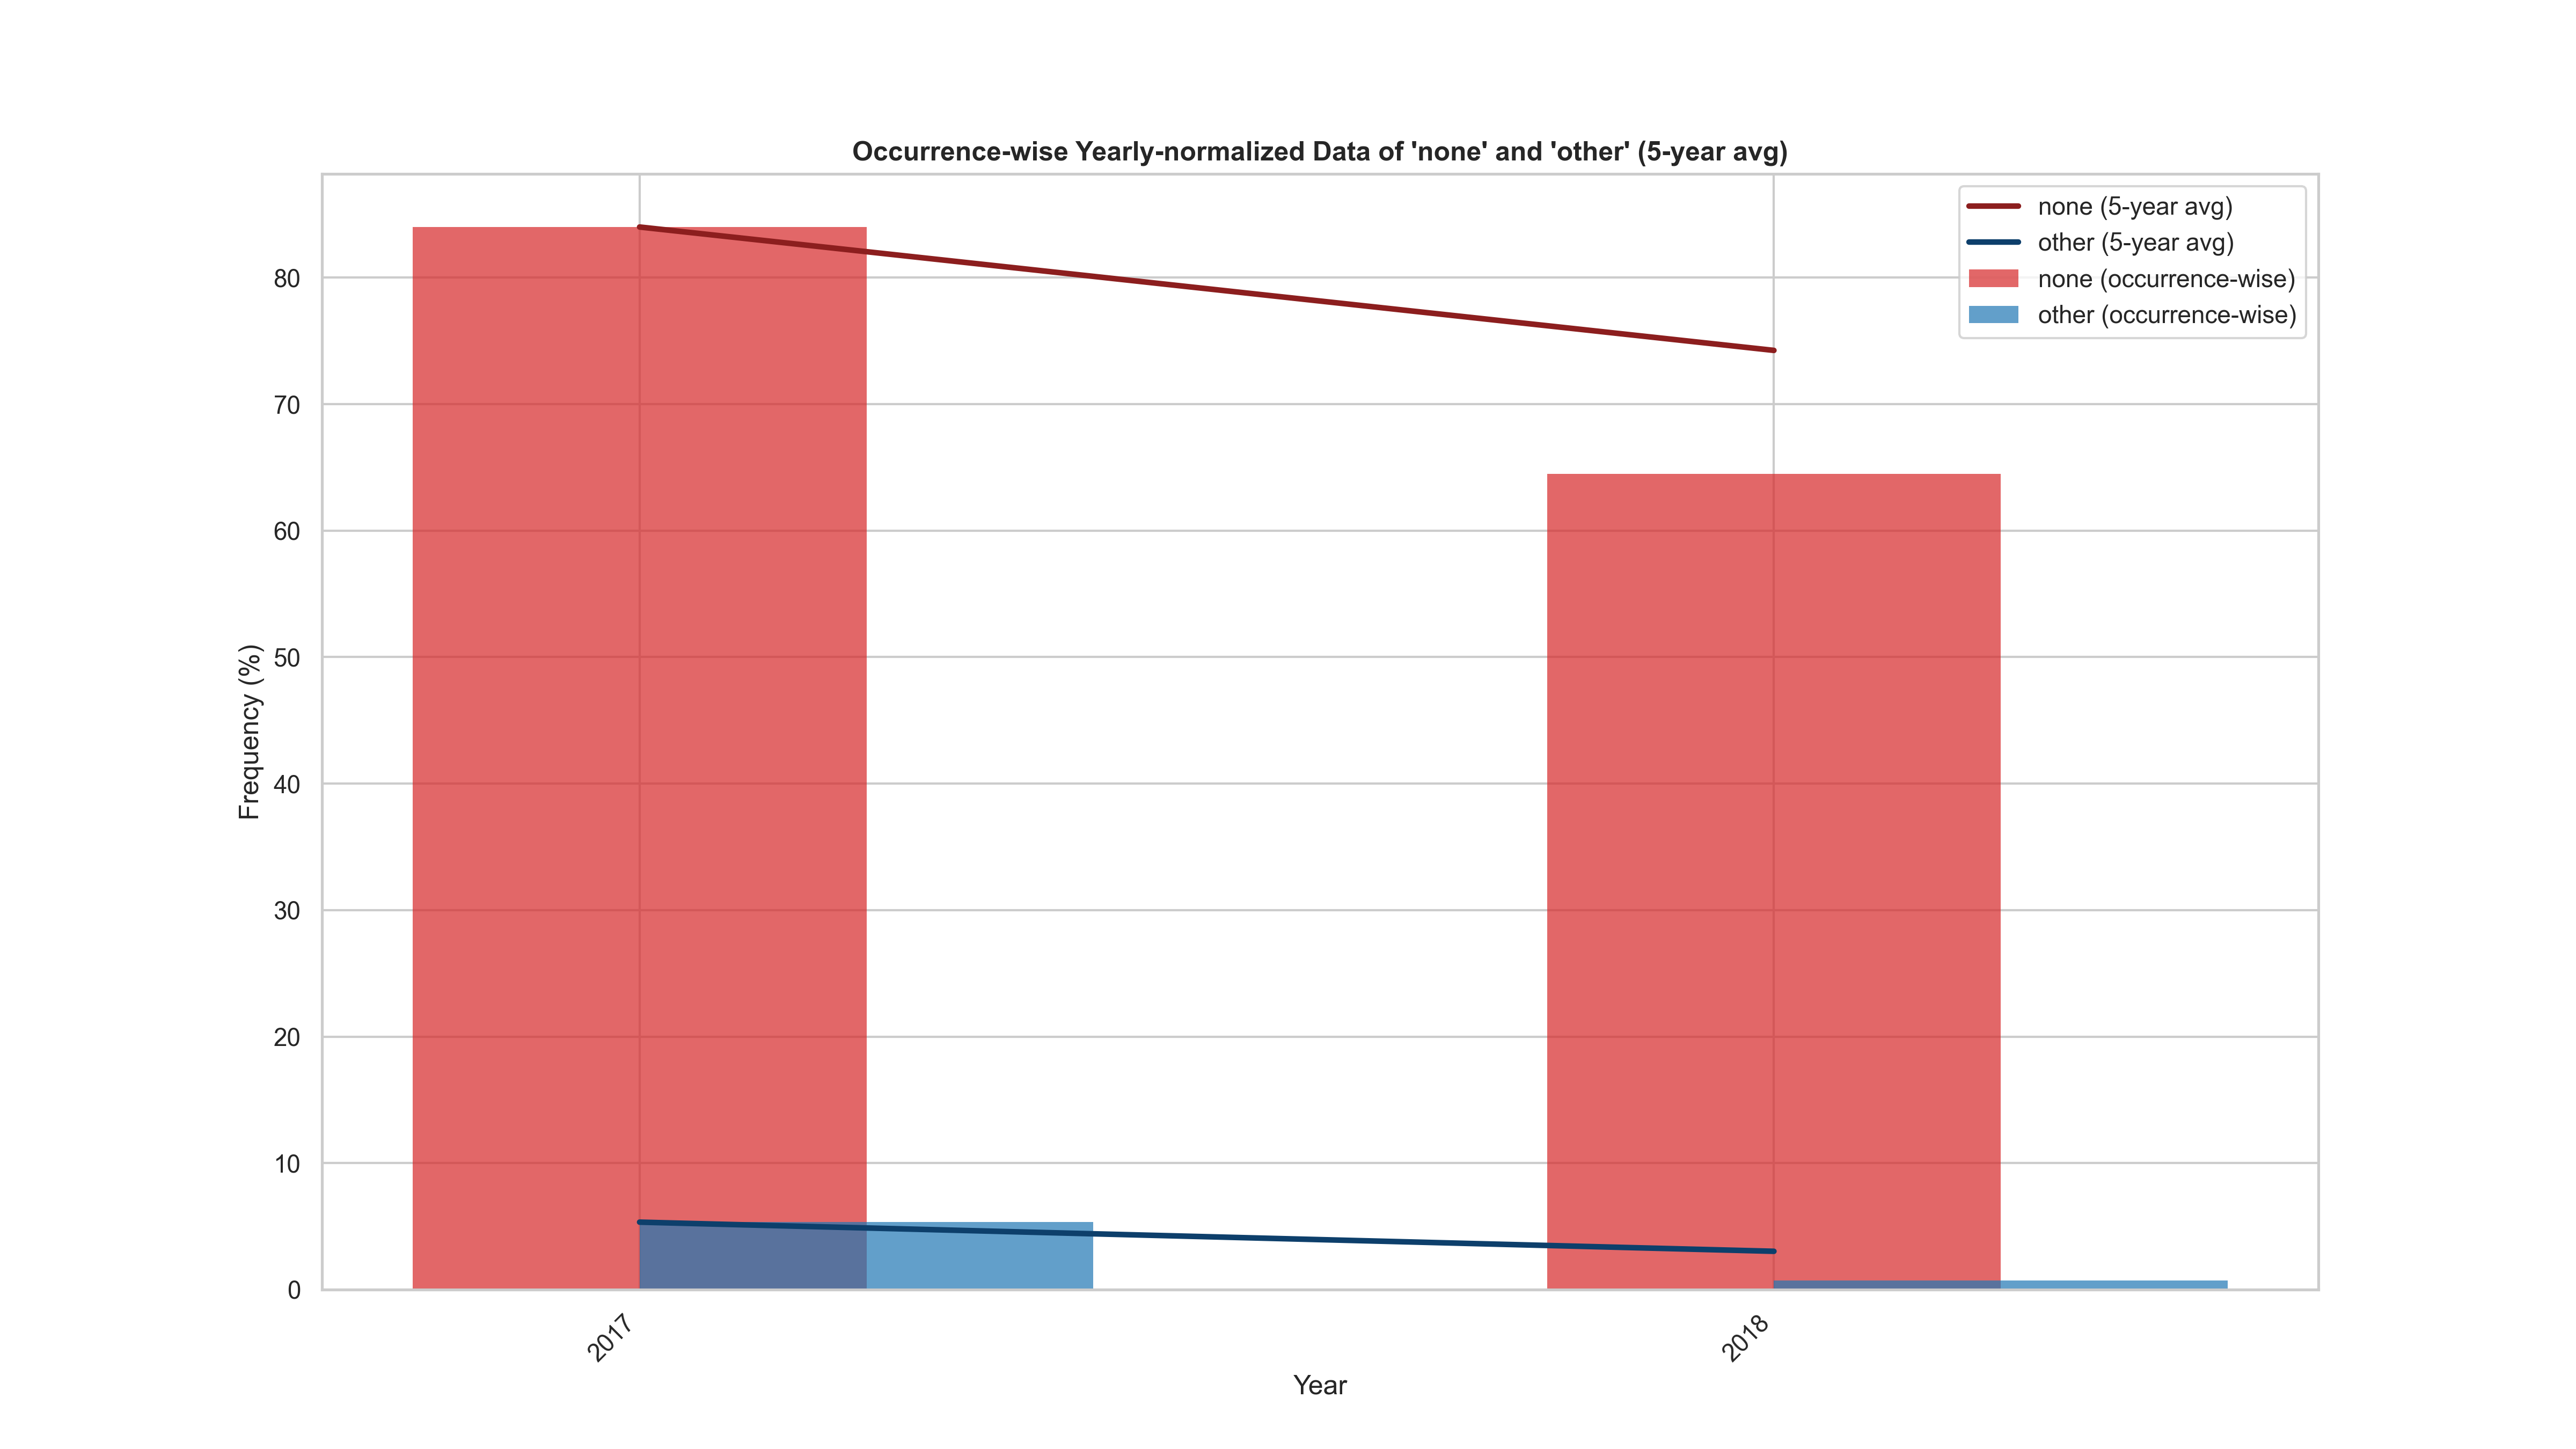 Occurrence-wise Yearly-normalized Data of 'none' and 'other' (5-year avg)
none (5-year avg)
other (5-year avg)
none (occurrence-wise)
other (occurrence-wise)
Frequency (%)
80
70
60
50
40
30
20
10
0
2017
2018
Year